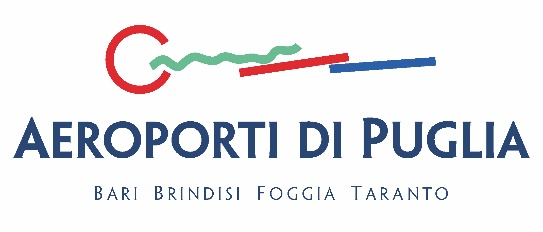 AEROPORTI DI PUGLIA
BARI BRINDISI FOGGIA TARANTO